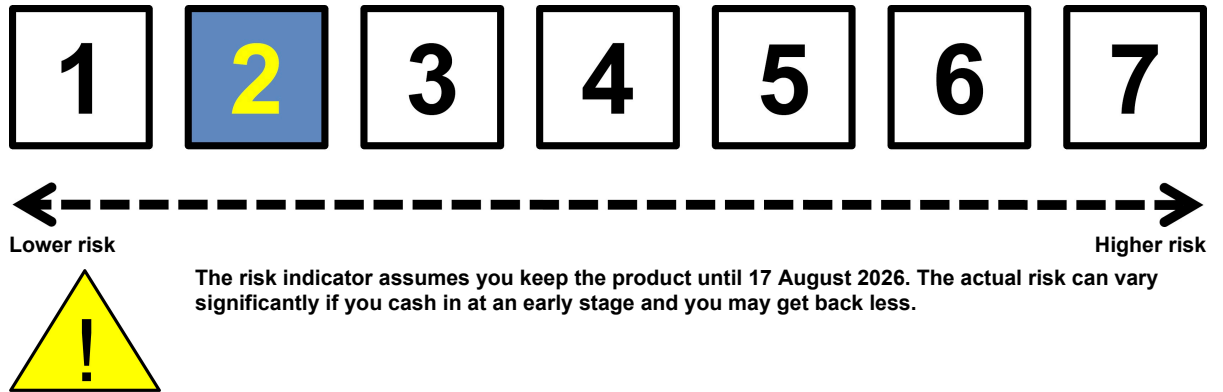 1 2 3 4 5 6 7
Lower risk Higher risk
The risk indicator assumes you keep the product until 17 August 2026. The actual risk can vary
significantly if you cash in at an early stage and you may get back less.
!